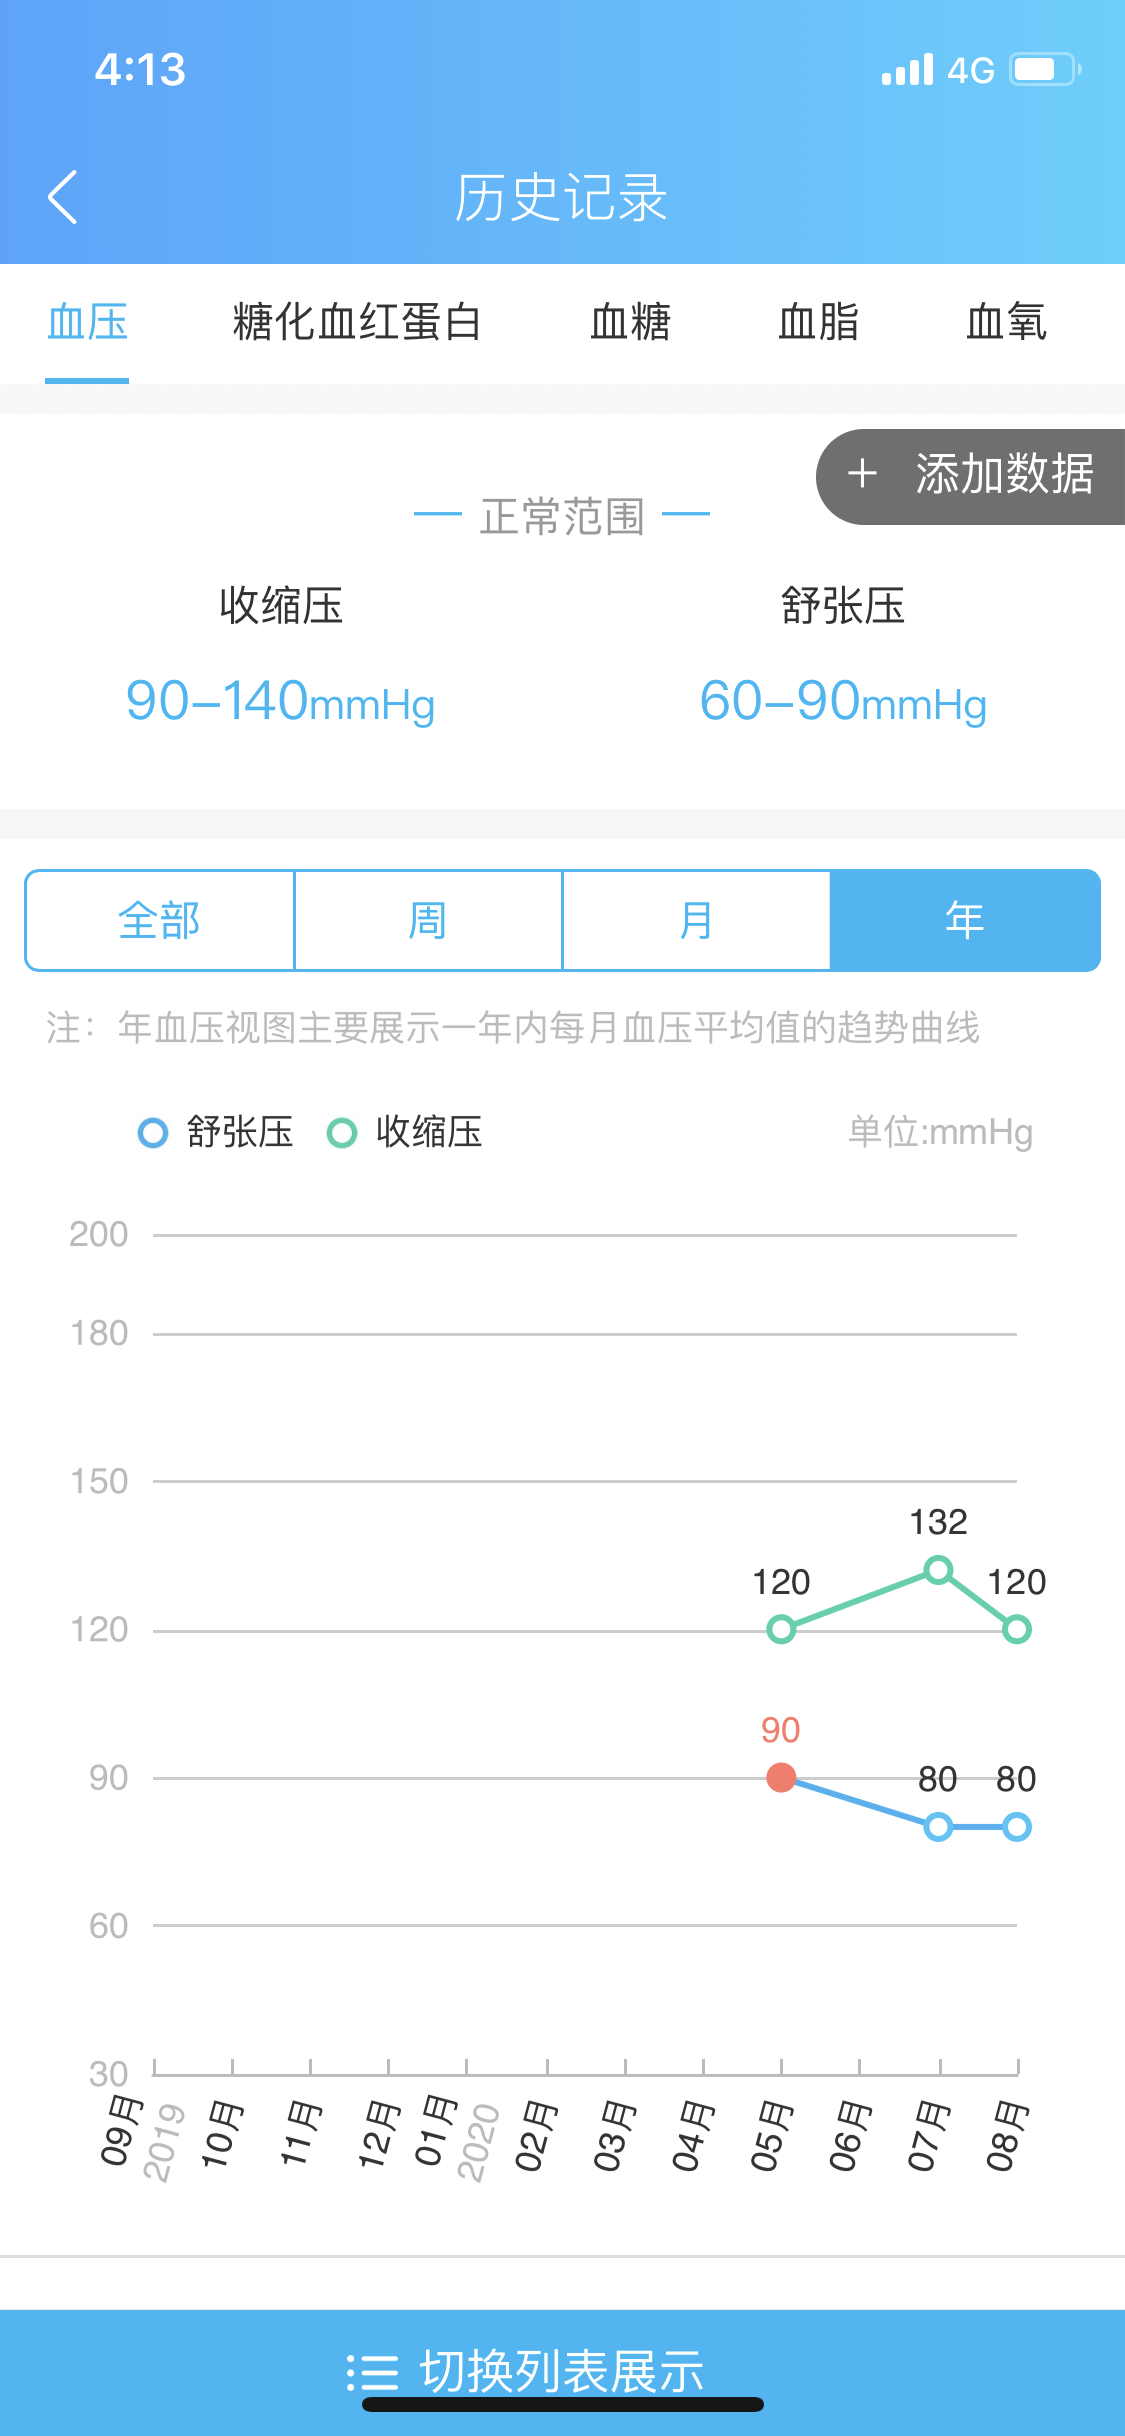 4:13
4G
历史记录
血压 糖化血红蛋白 血糖 血脂 血氧
+ 添加数据
正常范围
收缩压 舒张压
90-140mmHg 60-90mmHg
全部 周 月 年
注：年血压视图主要展示一年内每月血压平均值的趋势曲线
舒张压 收缩压 单位:mmHg
200
180
150
132
120 120
120
90
90
80 80
60
30
09月 10月 11月 12月 01月 02月 03月 04月 05月 06月 07月 08月
2019 2020
切换列表展示